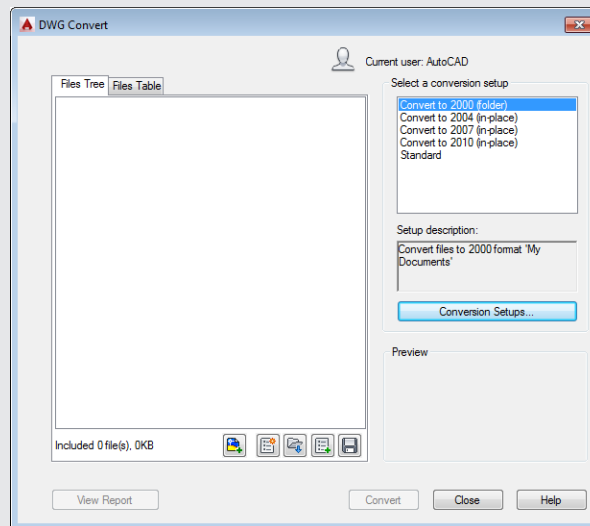 DWG Convert
Current user: AutoCAD
Files Tree
Files Table
Select a conversion setup
Convert to 2000 (folder)
Convert to 2004 (in-place)
Convert to 2007 (in-place)
Convert to 2010 (in-place)
Standard
Setup description:
Convert files to 2000 format 'My
Documents'
Conversion Setups...
Preview
Included 0 file(s), 0KB
View Report
Convert
Close
Help